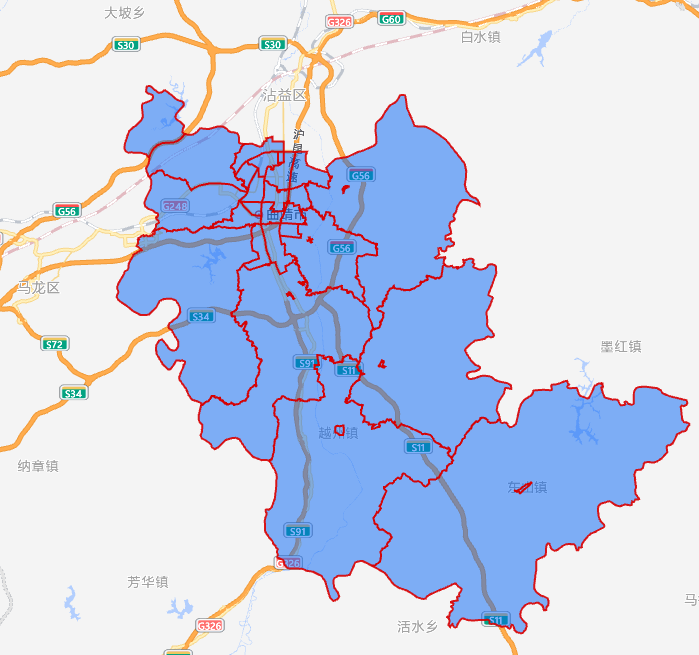 大坡乡
G326
G60
S30
S30
白水镇
沾益区
沪昆高速
G56
G248
G56
曲靖市
G56
马龙区
S34
S72
墨红镇
S91
S11
S34
越州镇
S11
纳章镇
东山镇
S91
G326
芳华镇
马
S11
G326
活水乡